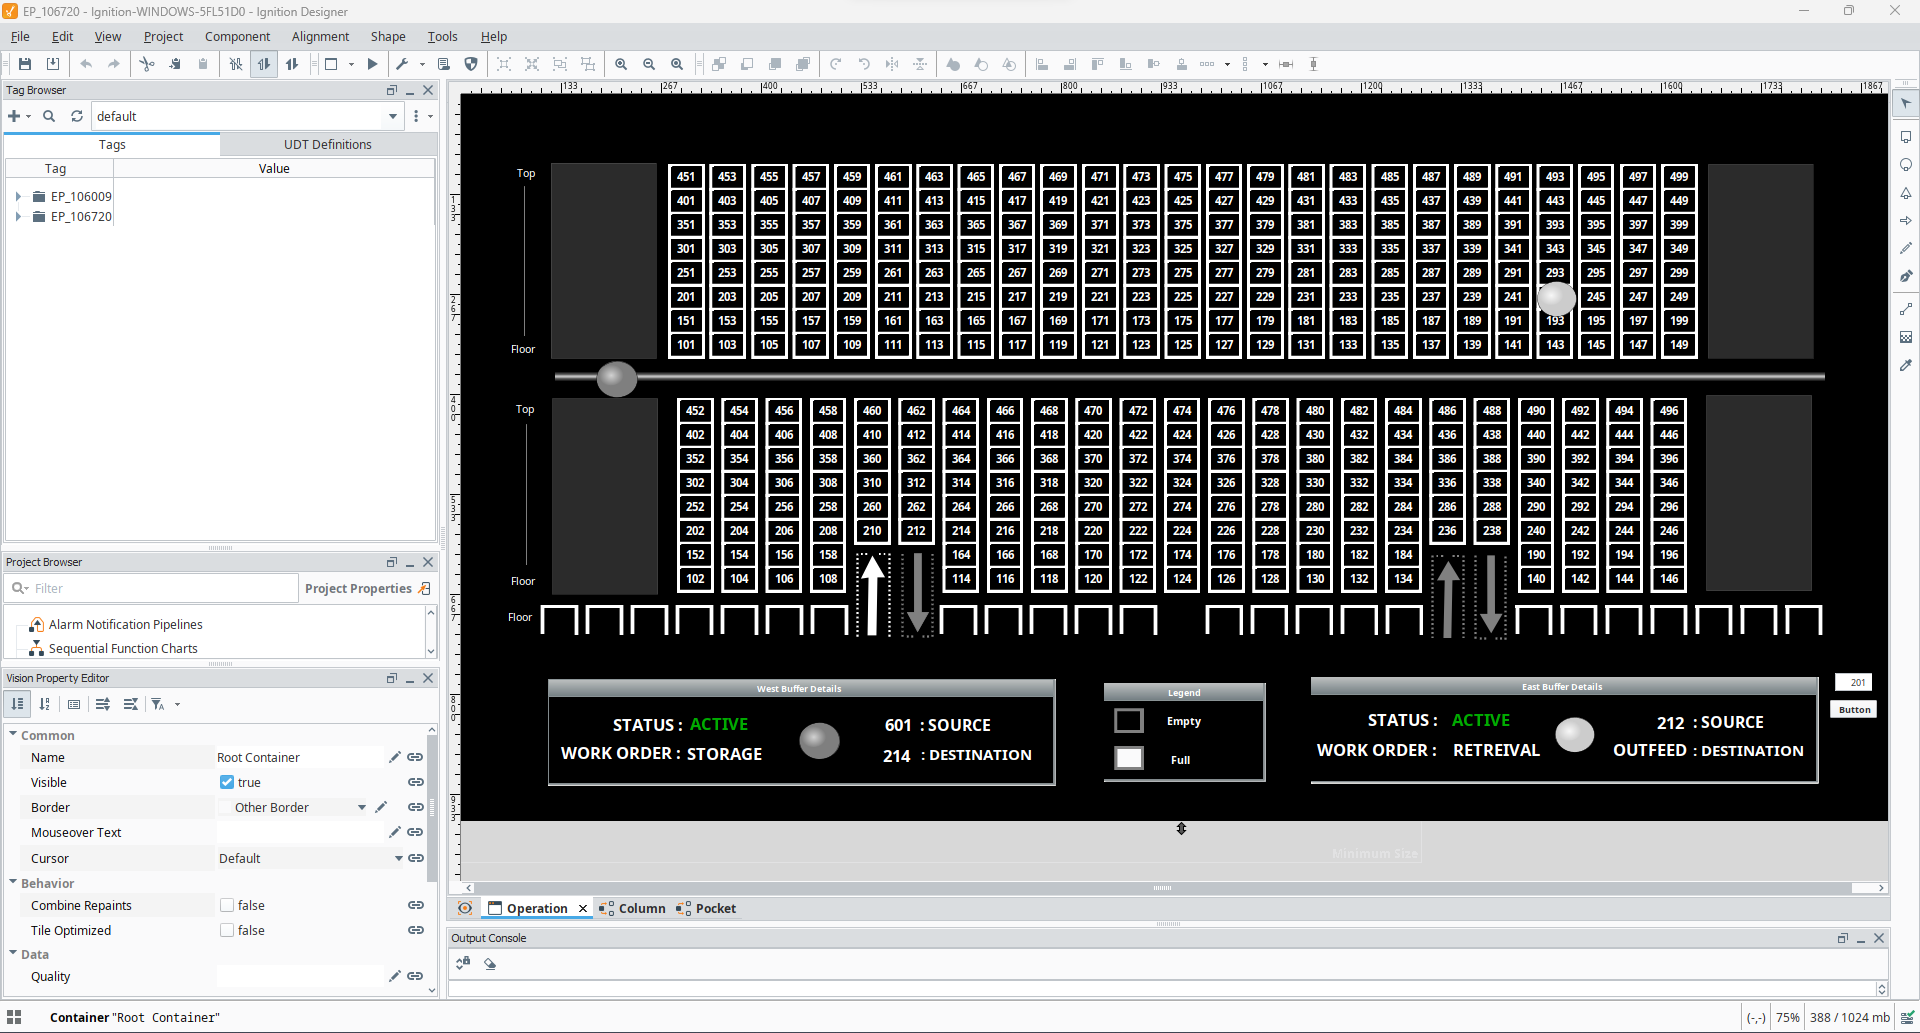 EP_106720 - Ignition-WINDOWS-5FL51D0 - Ignition Designer
File Edit View Project Component Alignment Shape Tools Help
Tag Browser
default
Tags UDT Definitions
Tag Value
EP_106009
EP_106720
Project Browser
Filter Project Properties
Alarm Notification Pipelines
Sequential Function Charts
Vision Property Editor
Common
Name Root Container
Visible true
Border Other Border
Mouseover Text
Cursor Default
Behavior
Combine Repaints false
Tile Optimized false
Data
Quality
133 267 400 533 667 800 933 1067 1200 1333 1467 1600 1733 1867
133
267
400
533
667
800
933
Top
451 453 455 457 459 461 463 465 467 469 471 473 475 477 479 481 483 485 487 489 491 493 495 497 499
401 403 405 407 409 411 413 415 417 419 421 423 425 427 429 431 433 435 437 439 441 443 445 447 449
351 353 355 357 359 361 363 365 367 369 371 373 375 377 379 381 383 385 387 389 391 393 395 397 399
301 303 305 307 309 311 313 315 317 319 321 323 325 327 329 331 333 335 337 339 341 343 345 347 349
251 253 255 257 259 261 263 265 267 269 271 273 275 277 279 281 283 285 287 289 291 293 295 297 299
201 203 205 207 209 211 213 215 217 219 221 223 225 227 229 231 233 235 237 239 241 245 247 249
151 153 155 157 159 161 163 165 167 169 171 173 175 177 179 181 183 185 187 189 191 193 195 197 199
101 103 105 107 109 111 113 115 117 119 121 123 125 127 129 131 133 135 137 139 141 143 145 147 149
Floor
Top
452 454 456 458 460 462 464 466 468 470 472 474 476 478 480 482 484 486 488 490 492 494 496
402 404 406 408 410 412 414 416 418 420 422 424 426 428 430 432 434 436 438 440 442 444 446
352 354 356 358 360 362 364 366 368 370 372 374 376 378 380 382 384 386 388 390 392 394 396
302 304 306 308 310 312 314 316 318 320 322 324 326 328 330 332 334 336 338 340 342 344 346
252 254 256 258 260 262 264 266 268 270 272 274 276 278 280 282 284 286 288 290 292 294 296
202 204 206 208 210 212 214 216 218 220 222 224 226 228 230 232 234 236 238 240 242 244 246
152 154 156 158 164 166 168 170 172 174 176 178 180 182 184 190 192 194 196
102 104 106 108 114 116 118 120 122 124 126 128 130 132 134 140 142 144 146
Floor
Floor
West Buffer Details
STATUS : ACTIVE 601 : SOURCE
WORK ORDER : STORAGE 214 : DESTINATION
Legend
Empty
Full
East Buffer Details
STATUS : ACTIVE 212 : SOURCE
WORK ORDER : RETREIVAL OUTFEED : DESTINATION
201
Button
Minimum Size
Operation Column Pocket
Output Console
Container "Root Container" (-,-) 75% 388 / 1024 mb